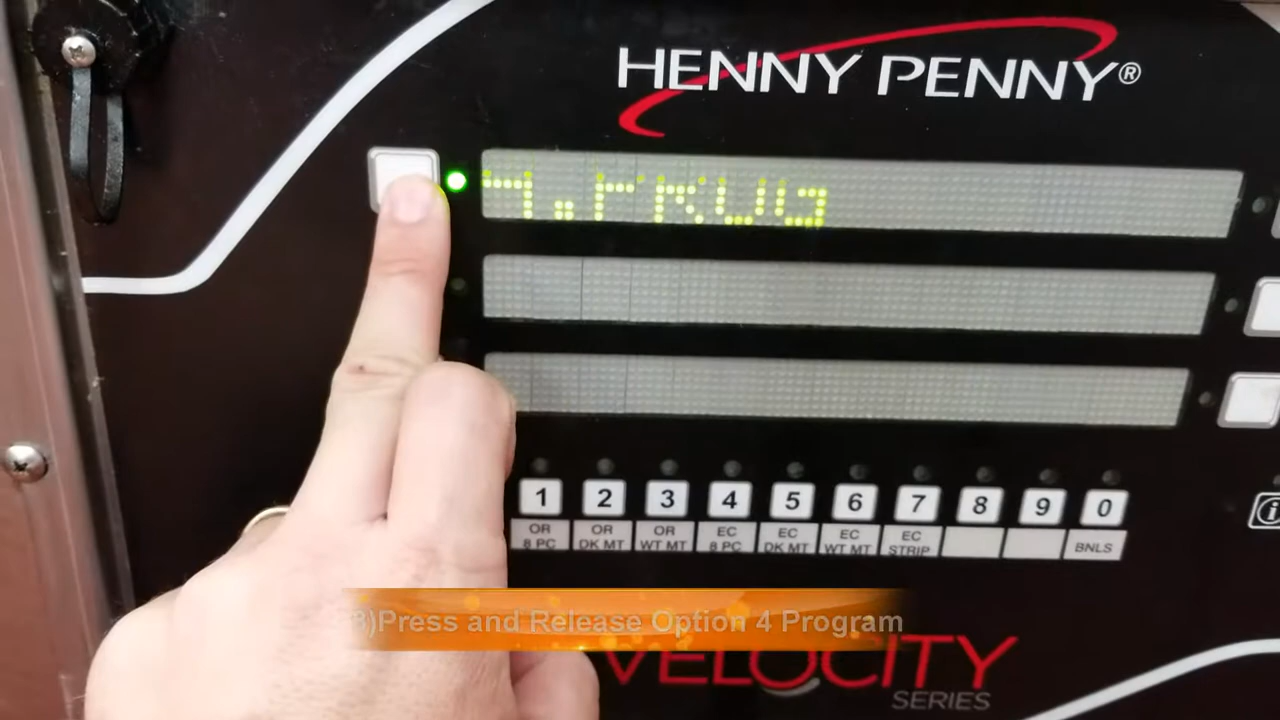 HENNY PENNY®
1 2 3 4 5 6 7 8 9 0
OR 8 PC OR DK MT OR WT MT EC 8 PC EC DK MT EC WT MT EC STRIP BNLS
3)Press and Release Option 4 Program
VELOCITY
SERIES